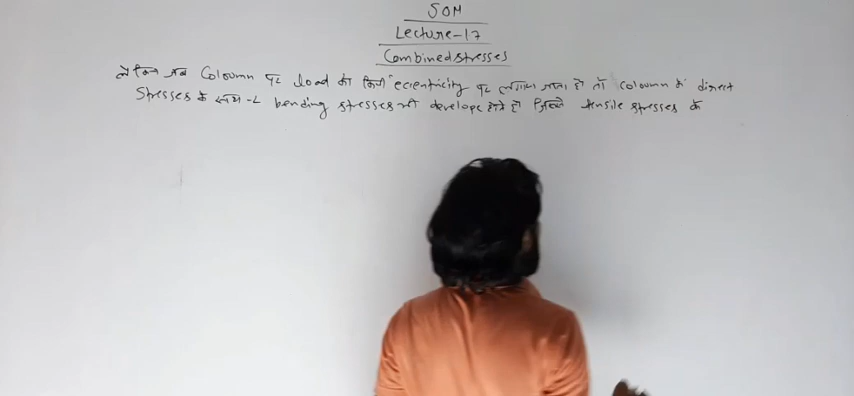 SOM
Lecture-17
Combined stresses
लेकिन जब Coloumn पर load को किसी eccentricity पर लगाया जाता है तो coloumn में direct
Stresses के साथ-2 bending stresses भी develope होते है जिससे tensile stresses के